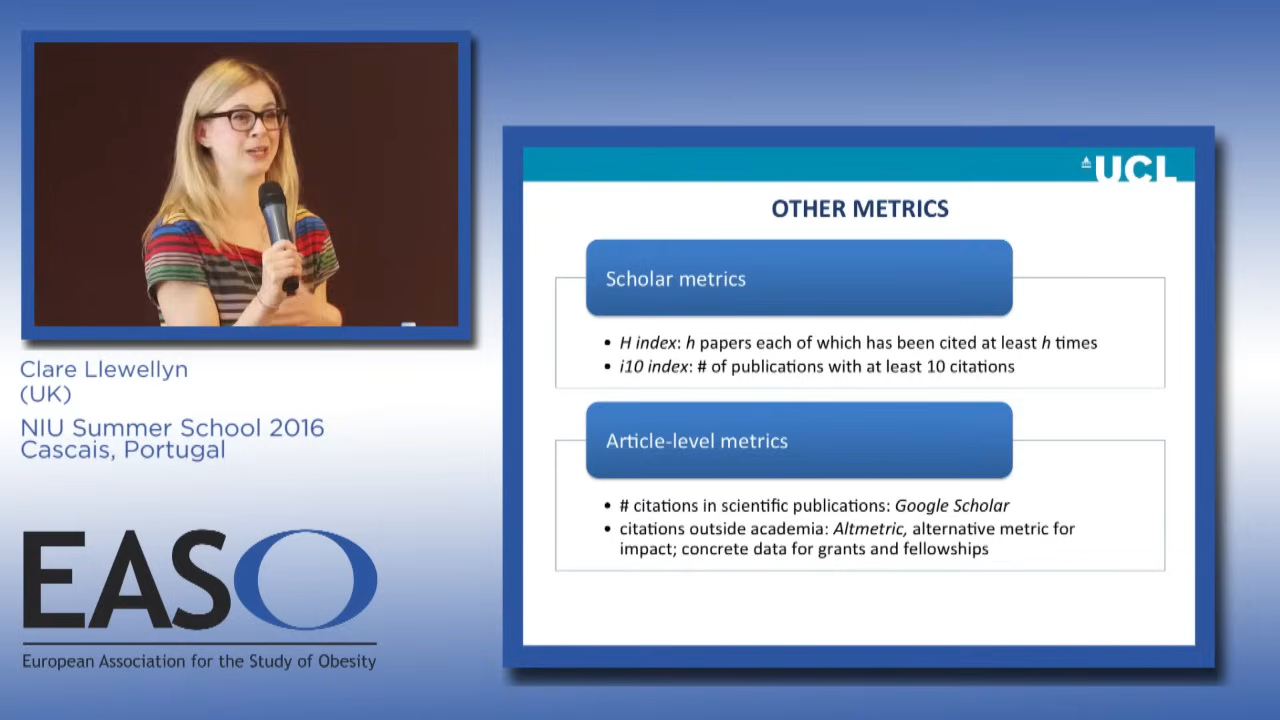 Clare Llewellyn
(UK)
NIU Summer School 2016
Cascais, Portugal
EASO
European Association for the Study of Obesity
UCL
OTHER METRICS
Scholar metrics
• H index: h papers each of which has been cited at least h times
• i10 index: # of publications with at least 10 citations
Article-level metrics
• # citations in scientific publications: Google Scholar
• citations outside academia: Altmetric, alternative metric for
impact; concrete data for grants and fellowships